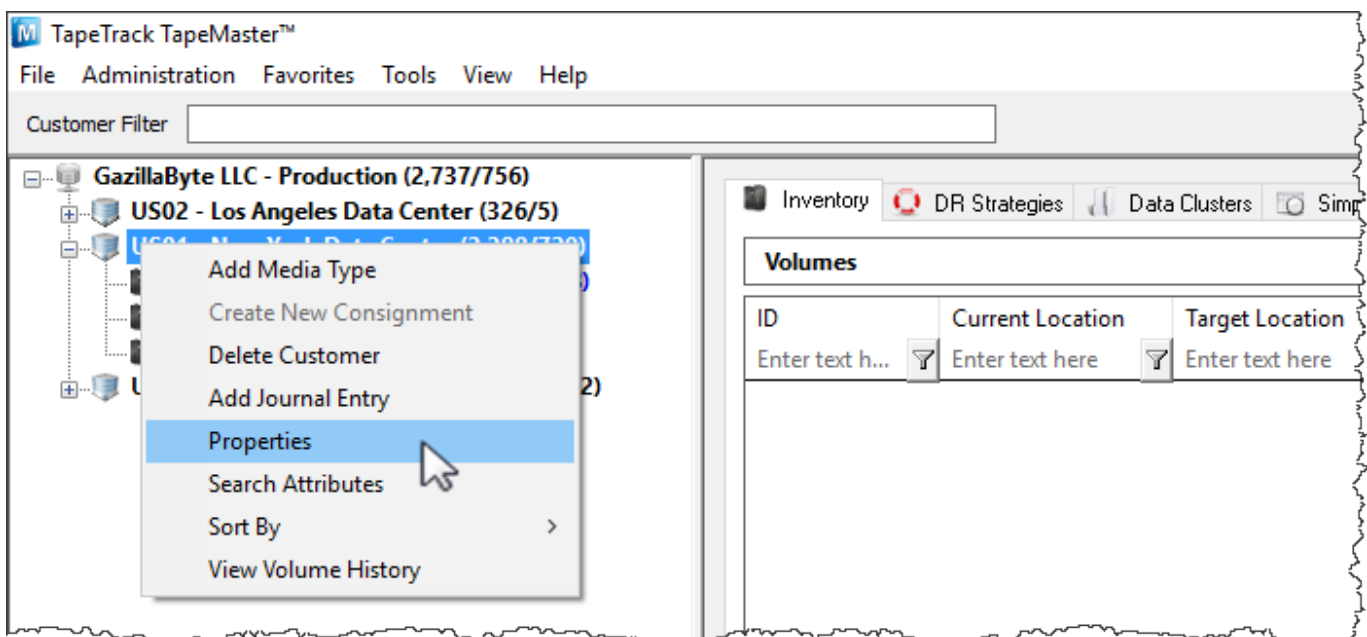 TapeTrack TapeMaster™
File Administration Favorites Tools View Help
Customer Filter
GazillaByte LLC - Production (2,737/756)
US02 - Los Angeles Data Center (326/5)
Add Media Type
Create New Consignment
Delete Customer
Add Journal Entry
Properties
Search Attributes
Sort By
View Volume History
Inventory DR Strategies Data Clusters
Volumes
ID Current Location Target Location
Enter text h... Enter text here Enter text here